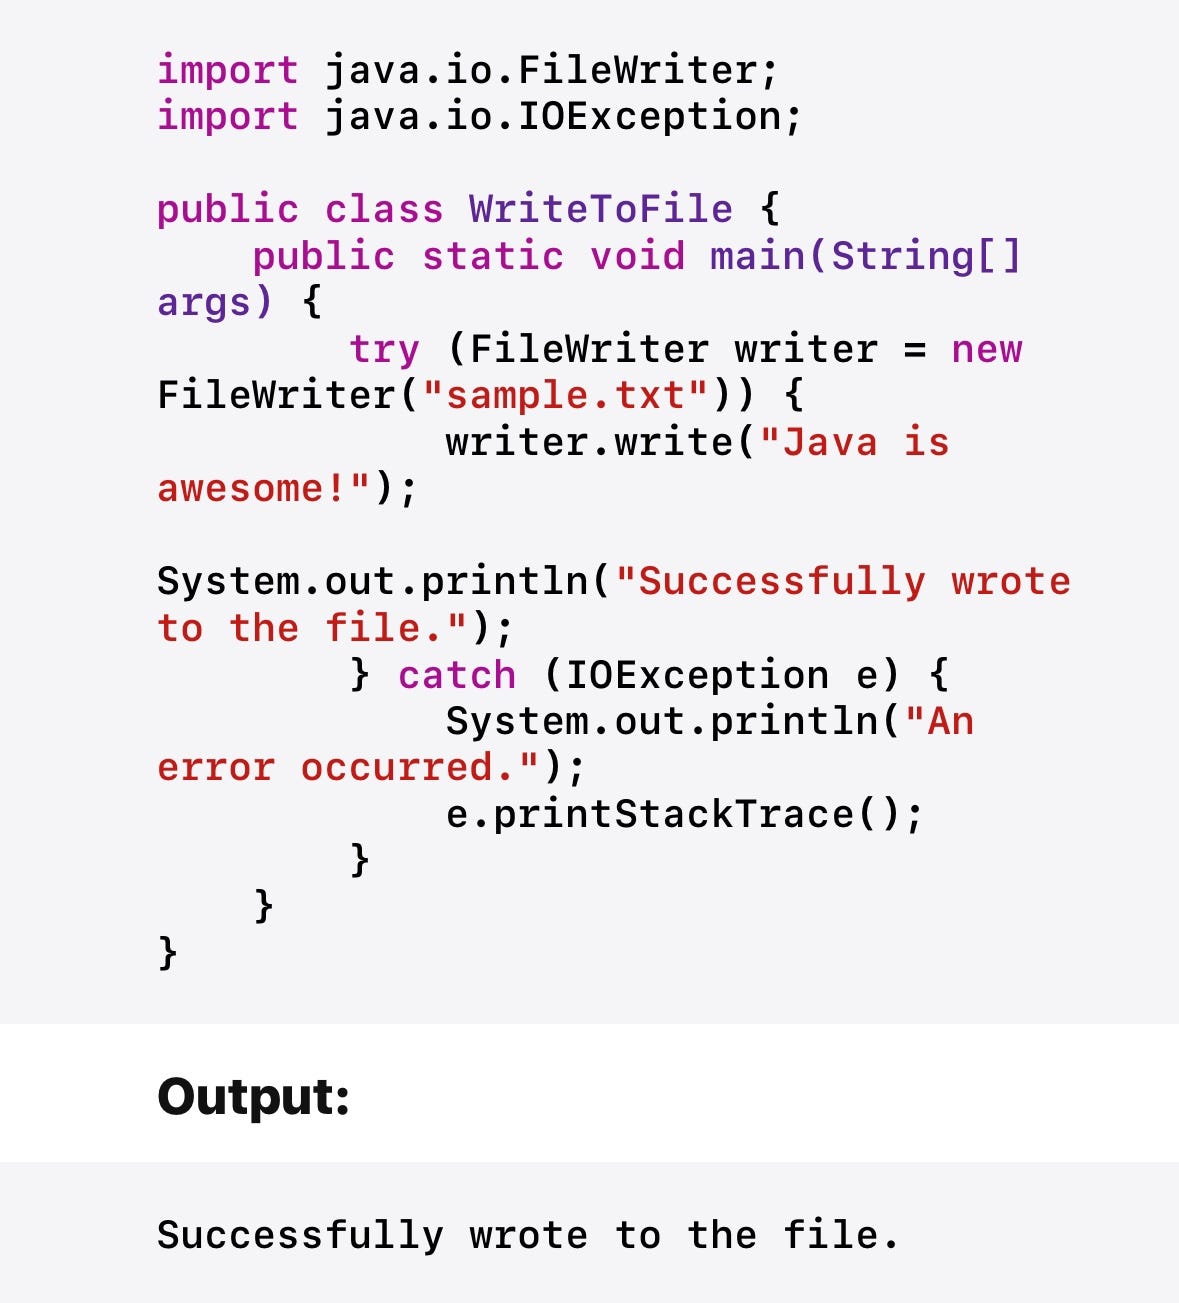 import java.io.FileWriter;
import java.io.IOException;
public class WriteToFile {
public static void main(String[]
args) {
try (FileWriter writer = new
FileWriter("sample.txt")) {
writer.write("Java is
awesome!");
System.out.println("Successfully wrote
to the file.");
} catch (IOException e) {
System.out.println("An
error occurred.");
e.printStackTrace();
}
}
}
Output:
Successfully wrote to the file.